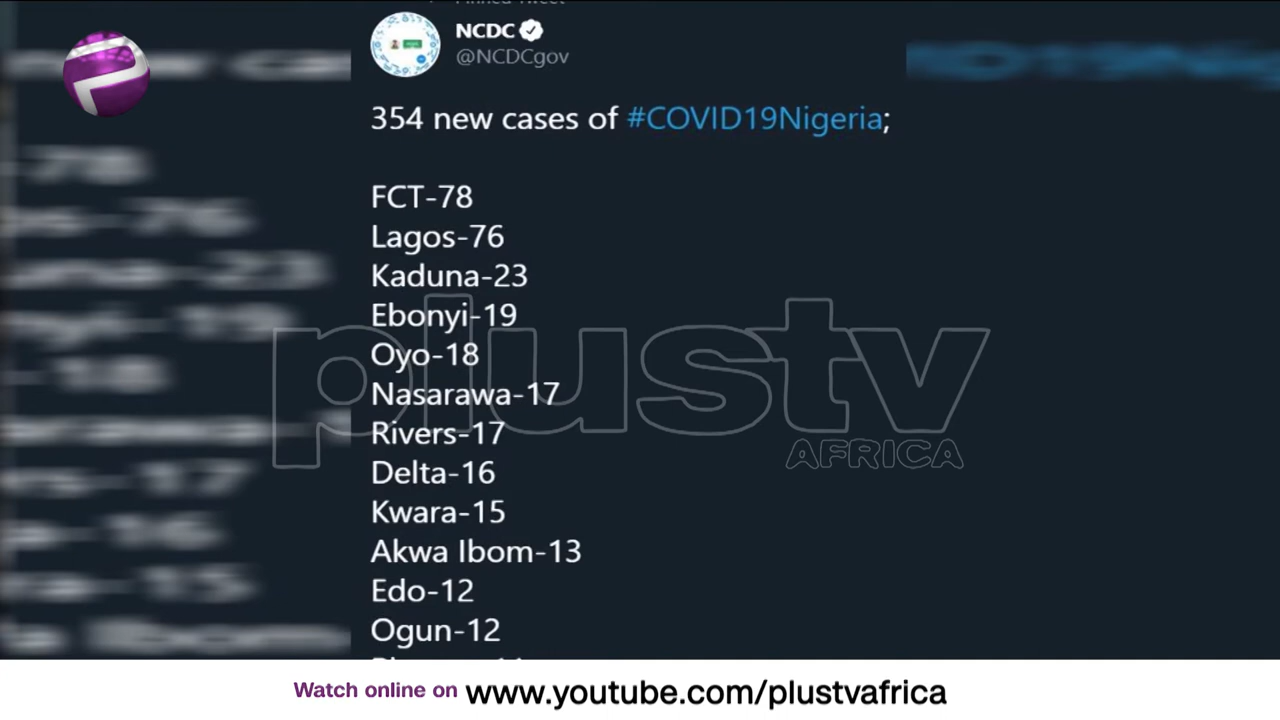 NCDC
@NCDCgov
354 new cases of #COVID19Nigeria;
FCT-78
Lagos-76
Kaduna-23
Ebonyi-19
Oyo-18
Nasarawa-17
Rivers-17
Delta-16
Kwara-15
Akwa Ibom-13
Edo-12
Ogun-12
plustv
AFRICA
Watch online on www.youtube.com/plustvafrica